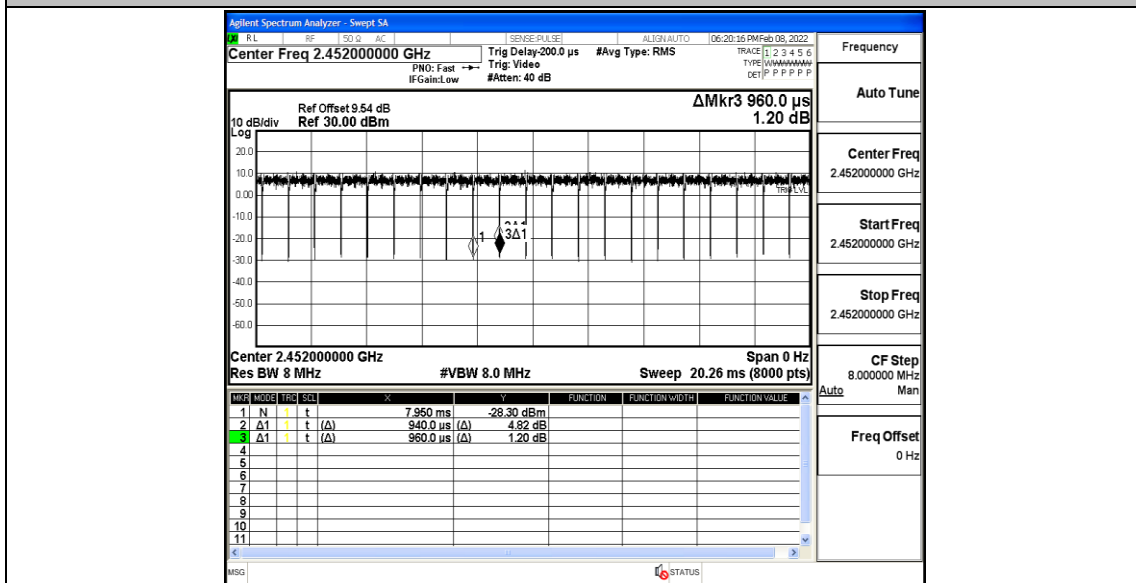 Agilent Spectrum Analyzer - Swept SA
RL RF 50 Ω AC SENSE:PULSE ALIGNAUTO 06:20:16 PMFeb 08, 2022
Center Freq 2.452000000 GHz
PNO: Fast
IFGain:Low
Trig Delay-200.0 µs
Trig: Video
#Atten: 40 dB
#Avg Type: RMS
TRACE 1 2 3 4 5 6
TYPE
DET P P P P P P
Ref Offset 9.54 dB
Ref 30.00 dBm
10 dB/div
Log
ΔMkr3 960.0 µs
1.20 dB
20.0
10.0
0.00
-10.0
-20.0
-30.0
-40.0
-50.0
-60.0
TRIG LVL
1
3Δ1
Center 2.452000000 GHz
Span 0 Hz
Res BW 8 MHz
#VBW 8.0 MHz
Sweep 20.26 ms (8000 pts)
MKR MODE TRC SCL X Y FUNCTION FUNCTION WIDTH FUNCTION VALUE
1 N 1 t 7.950 ms -28.30 dBm
2 Δ1 1 t (Δ) 940.0 µs (Δ) 4.82 dB
3 Δ1 1 t (Δ) 960.0 µs (Δ) 1.20 dB
4
5
6
7
8
9
10
11
MSG
STATUS
Frequency
Auto Tune
Center Freq
2.452000000 GHz
Start Freq
2.452000000 GHz
Stop Freq
2.452000000 GHz
CF Step
8.000000 MHz
Auto Man
Freq Offset
0 Hz